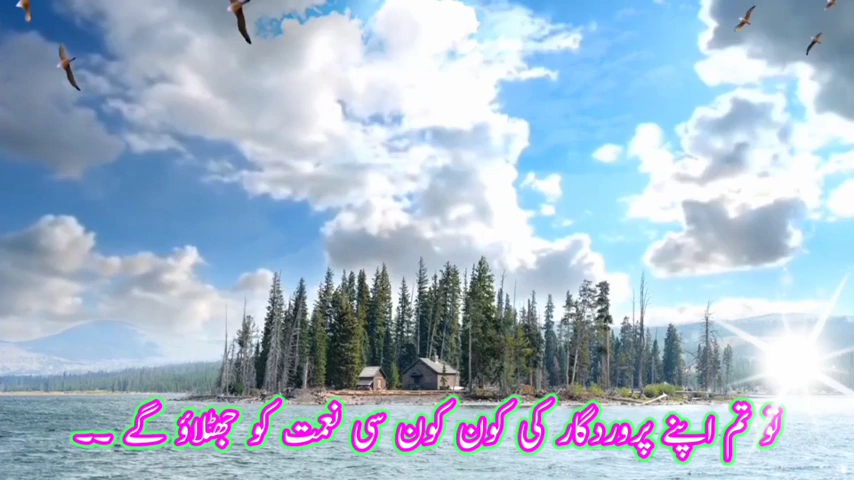 تو تم اپنے پروردگار کی کون کون سی نعمت کو جھٹلاؤ گے ۔۔